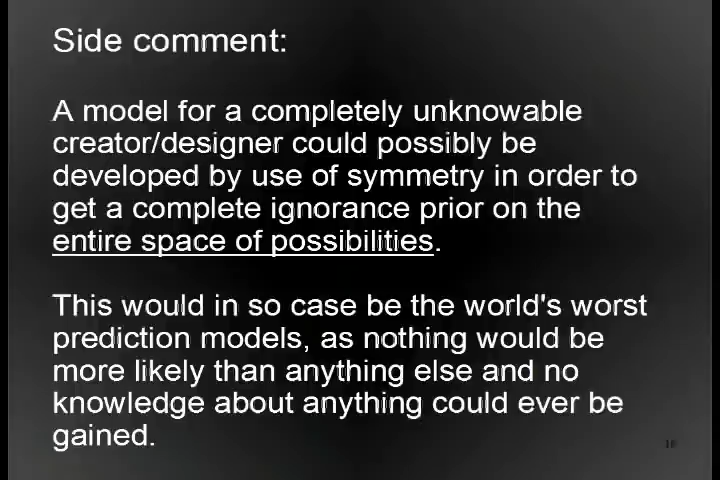 Side comment:
A model for a completely unknowable
creator/designer could possibly be
developed by use of symmetry in order to
get a complete ignorance prior on the
entire space of possibilities.
This would in so case be the world's worst
prediction models, as nothing would be
more likely than anything else and no
knowledge about anything could ever be
gained.